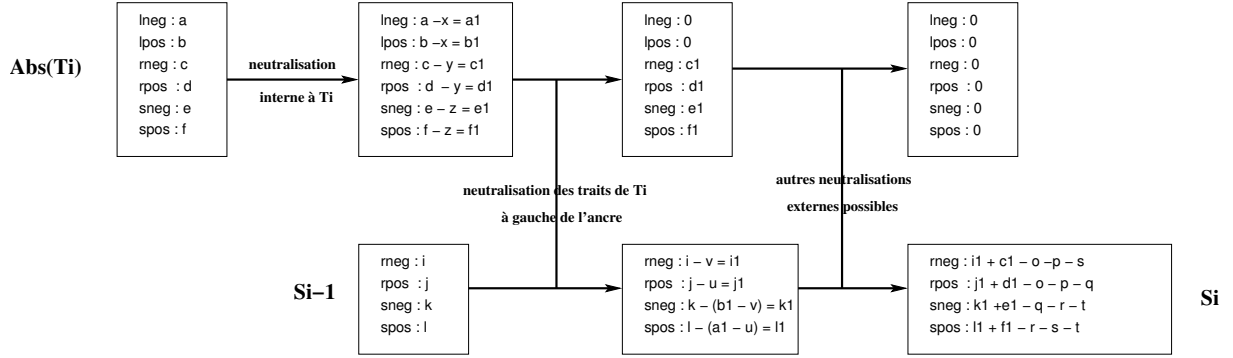 Abs(Ti)
lneg : a
lpos : b
rneg : c
rpos : d
sneg : e
spos : f
neutralisation
interne à Ti
lneg : a −x = a1
lpos : b −x = b1
rneg : c − y = c1
rpos : d − y = d1
sneg : e − z = e1
spos : f − z = f1
lneg : 0
lpos : 0
rneg : c1
rpos : d1
sneg : e1
spos : f1
lneg : 0
lpos : 0
rneg : 0
rpos : 0
sneg : 0
spos : 0
neutralisation des traits de Ti
à gauche de l'ancre
autres neutralisations
externes possibles
Si−1
rneg : i
rpos : j
sneg : k
spos : l
rneg : i − v = i1
rpos : j − u = j1
sneg : k − (b1 − v) = k1
spos : l − (a1 − u) = l1
rneg : i1 + c1 − o −p − s
rpos : j1 + d1 − o − p − q
sneg : k1 +e1 − q − r − t
spos : l1 + f1 − r − s − t
Si